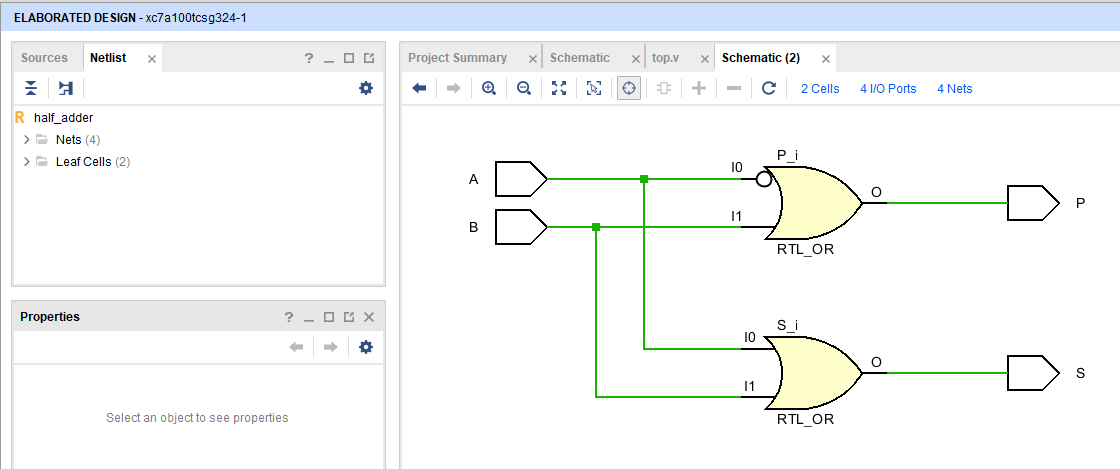 ELABORATED DESIGN - xc7a100tcsg324-1
Sources
Netlist
?
half_adder
Nets (4)
Leaf Cells (2)
Properties
?
Select an object to see properties
Project Summary
Schematic
top.v
Schematic (2)
2 Cells
4 I/O Ports
4 Nets
P_i
A
I0
O
P
B
I1
RTL_OR
S_i
I0
O
S
I1
RTL_OR